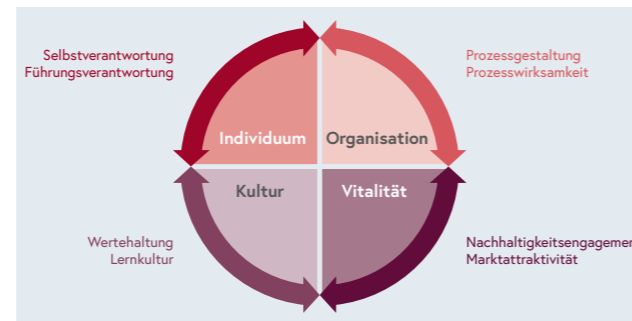 Selbstverantwortung
Führungsverantwortung
Prozessgestaltung
Prozesswirksamkeit
Individuum
Organisation
Kultur
Vitalität
Wertehaltung
Lernkultur
Nachhaltigkeitsengagemen
Marktattraktivität